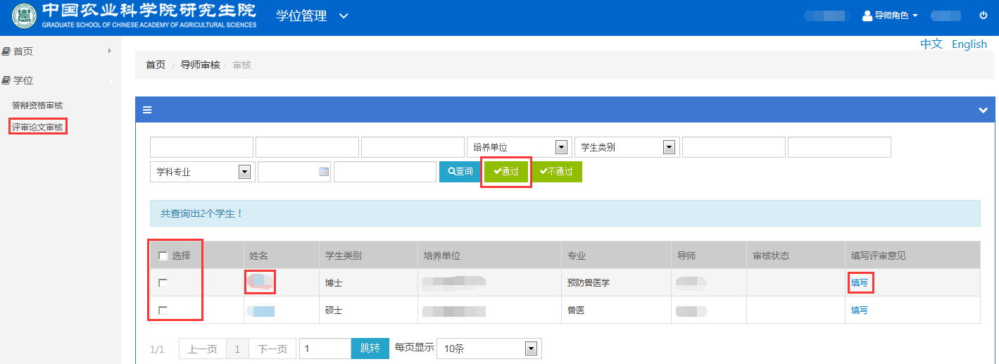 中国农业科学院研究生院
GRADUATE SCHOOL OF CHINESE ACADEMY OF AGRICULTURAL SCIENCES
学位管理
导师角色
中文 English
首页
学位
答辩资格审核
评审论文审核
首页 / 导师审核 / 审核
培养单位 学生类别
学科专业 查询 通过 不通过
共查询出2个学生！
选择 姓名 学生类别 培养单位 专业 导师 审核状态 填写评审意见
博士 预防兽医学 填写
硕士 兽医 填写
1/1 上一页 1 下一页 1 跳转 每页显示 10条